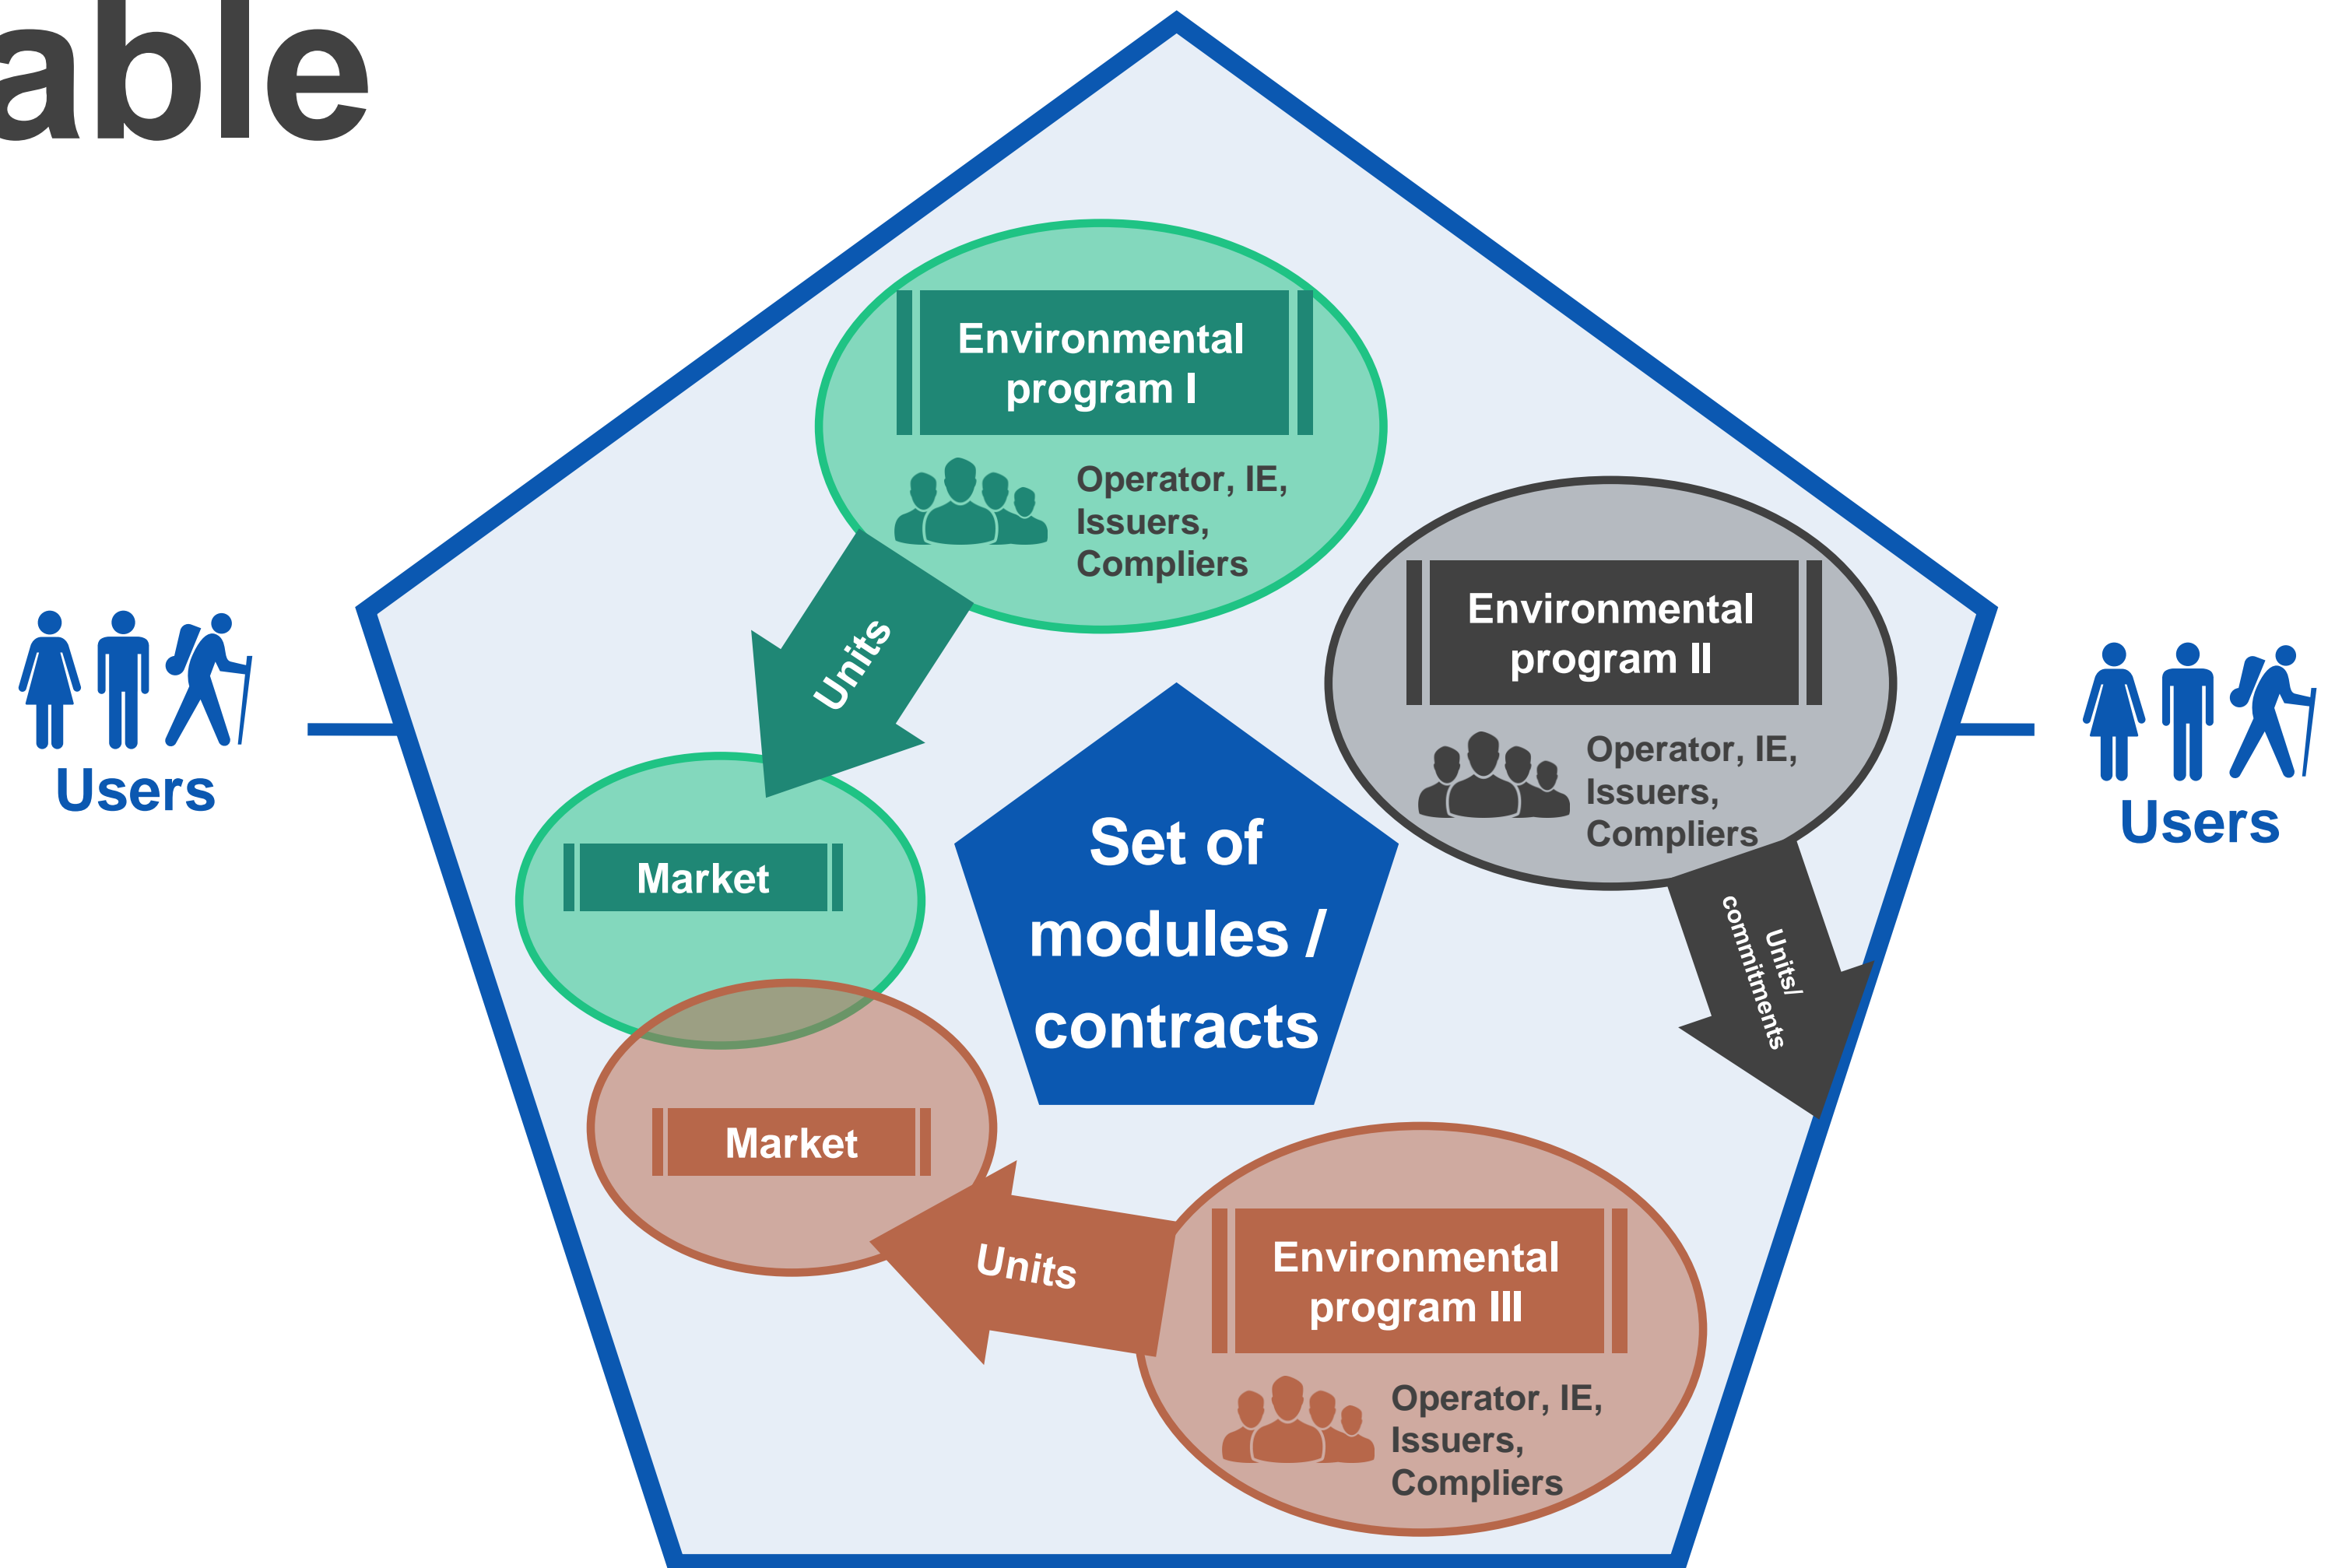 able
Environmental
program I
Operator, IE,
Issuers,
Compliers
Units
Environmental
program II
Operator, IE,
Issuers,
Compliers
Units/
commitments
Users
Users
Market
Set of
modules /
contracts
Market
Units
Environmental
program III
Operator, IE,
Issuers,
Compliers